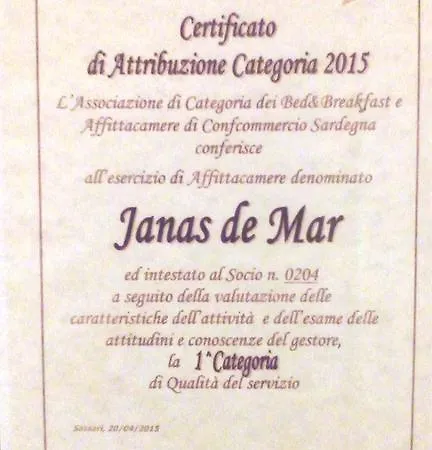 Certificato
di Attribuzione Categoria 2015
L'Associazione di Categoria dei Bed&Breakfast e
Affittacamere di Confcommercio Sardegna
conferisce
all'esercizio di Affittacamere denominato
Janas de Mar
ed intestato al Socio n. 0204
a seguito della valutazione delle
caratteristiche dell'attività e dell'esame delle
attitudini e conoscenze del gestore,
la 1^Categoria
di Qualità del servizio
Sassari, 20/04/2015